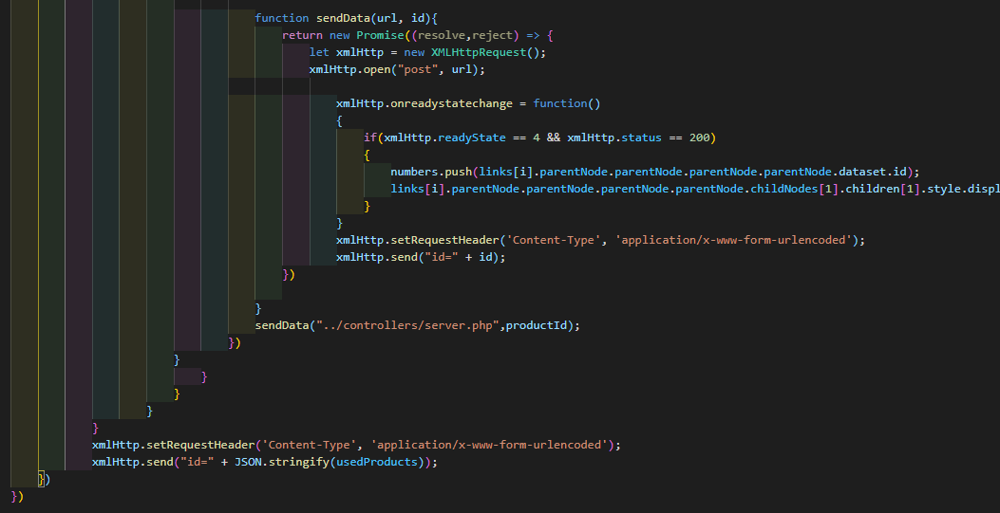 function sendData(url, id){
return new Promise((resolve,reject) => {
let xmlHttp = new XMLHttpRequest();
xmlHttp.open("post", url);
xmlHttp.onreadystatechange = function()
{
if(xmlHttp.readyState == 4 && xmlHttp.status == 200)
{
numbers.push(links[i].parentNode.parentNode.parentNode.parentNode.dataset.id);
links[i].parentNode.parentNode.parentNode.parentNode.childNodes[1].children[1].style.displ
}
}
xmlHttp.setRequestHeader('Content-Type', 'application/x-www-form-urlencoded');
xmlHttp.send("id=" + id);
})
}
sendData("../controllers/server.php",productId);
})
}
}
}
}
}
xmlHttp.setRequestHeader('Content-Type', 'application/x-www-form-urlencoded');
xmlHttp.send("id=" + JSON.stringify(usedProducts));
})
})